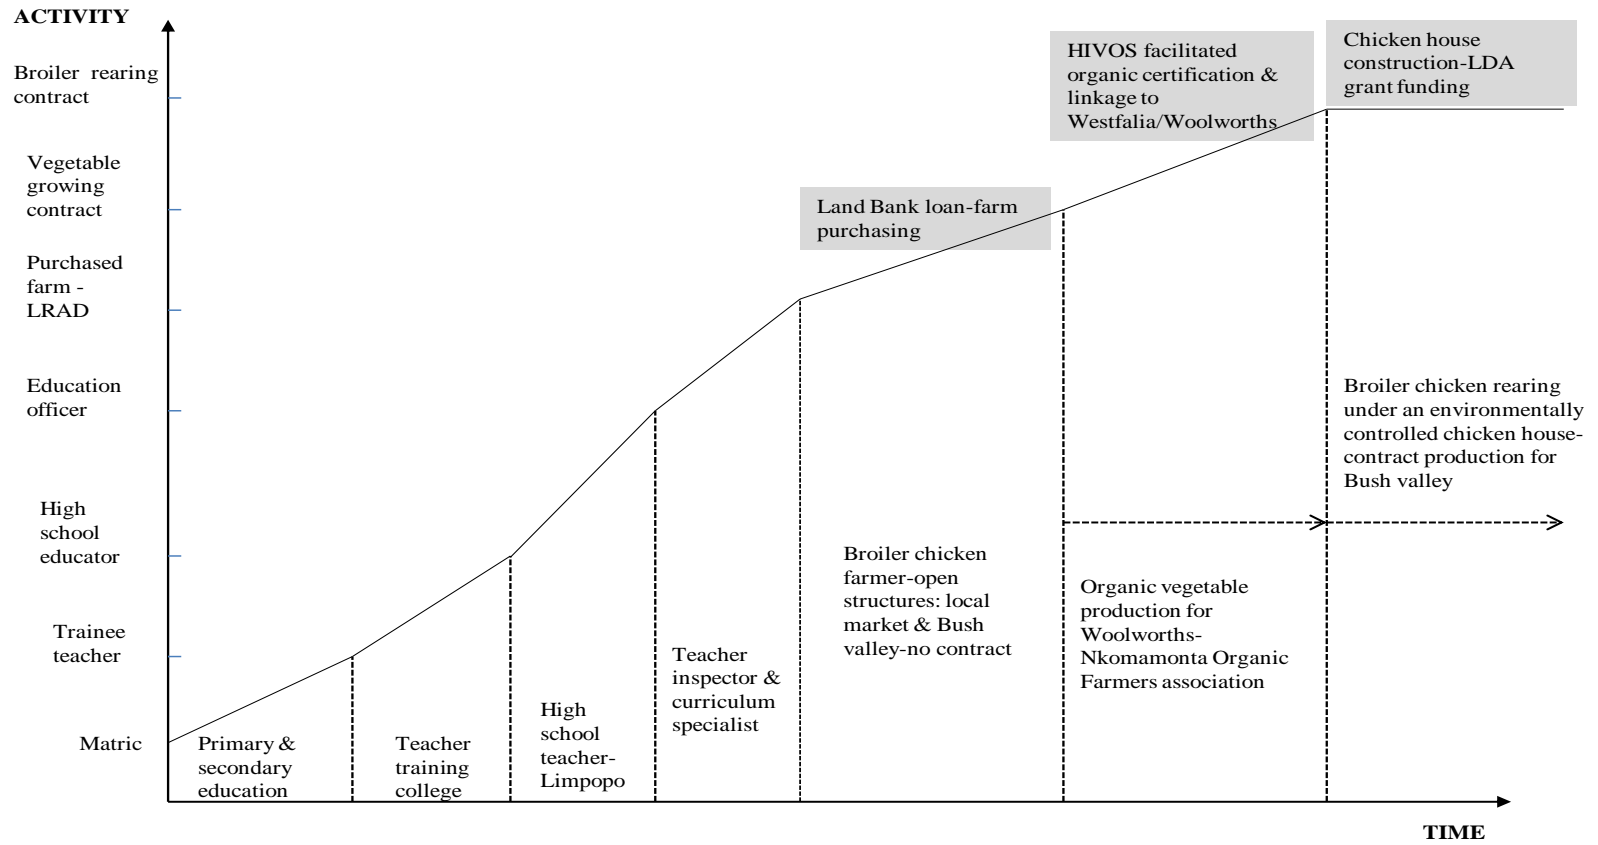 ACTIVITY
Broiler rearing
contract
Vegetable
growing
contract
Purchased
farm -
LRAD
Education
officer
High
school
educator
Trainee
teacher
Matric
Primary &
secondary
education
Teacher
training
college
High
school
teacher-
Limpopo
Teacher
inspector &
curriculum
specialist
Land Bank loan-farm
purchasing
Broiler chicken
farmer-open
structures: local
market & Bush
valley-no contract
HIVOS facilitated
organic certification &
linkage to
Westfalia/Woolworths
Organic vegetable
production for
Woolworths-
Nkomamonta Organic
Farmers association
Chicken house
construction-LDA
grant funding
Broiler chicken rearing
under an environmentally
controlled chicken house-
contract production for
Bush valley
TIME